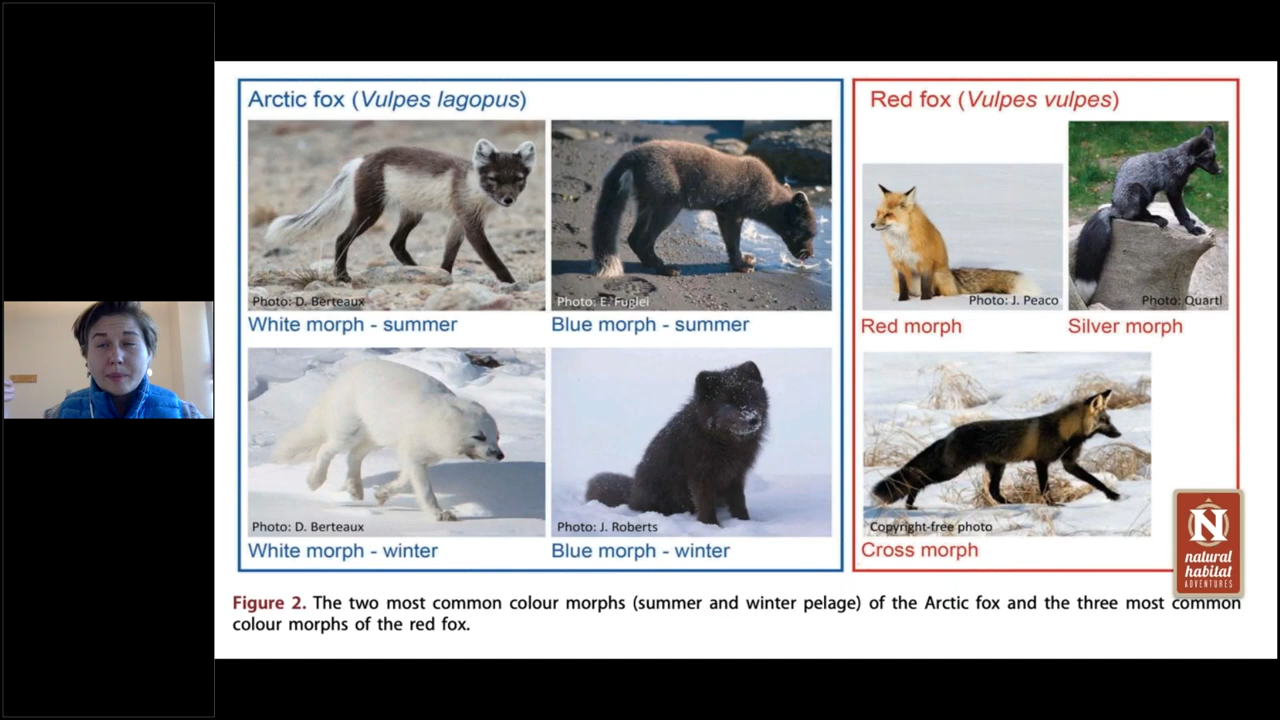 Arctic fox (Vulpes lagopus)
Photo: D. Berteaux
White morph - summer
Photo: E. Fuglei
Blue morph - summer
Photo: D. Berteaux
White morph - winter
Photo: J. Roberts
Blue morph - winter
Red fox (Vulpes vulpes)
Photo: J. Peaco
Red morph
Photo: Quartl
Silver morph
Copyright-free photo
Cross morph
N
natural
habitat
ADVENTURES
Figure 2. The two most common colour morphs (summer and winter pelage) of the Arctic fox and the three most common
colour morphs of the red fox.